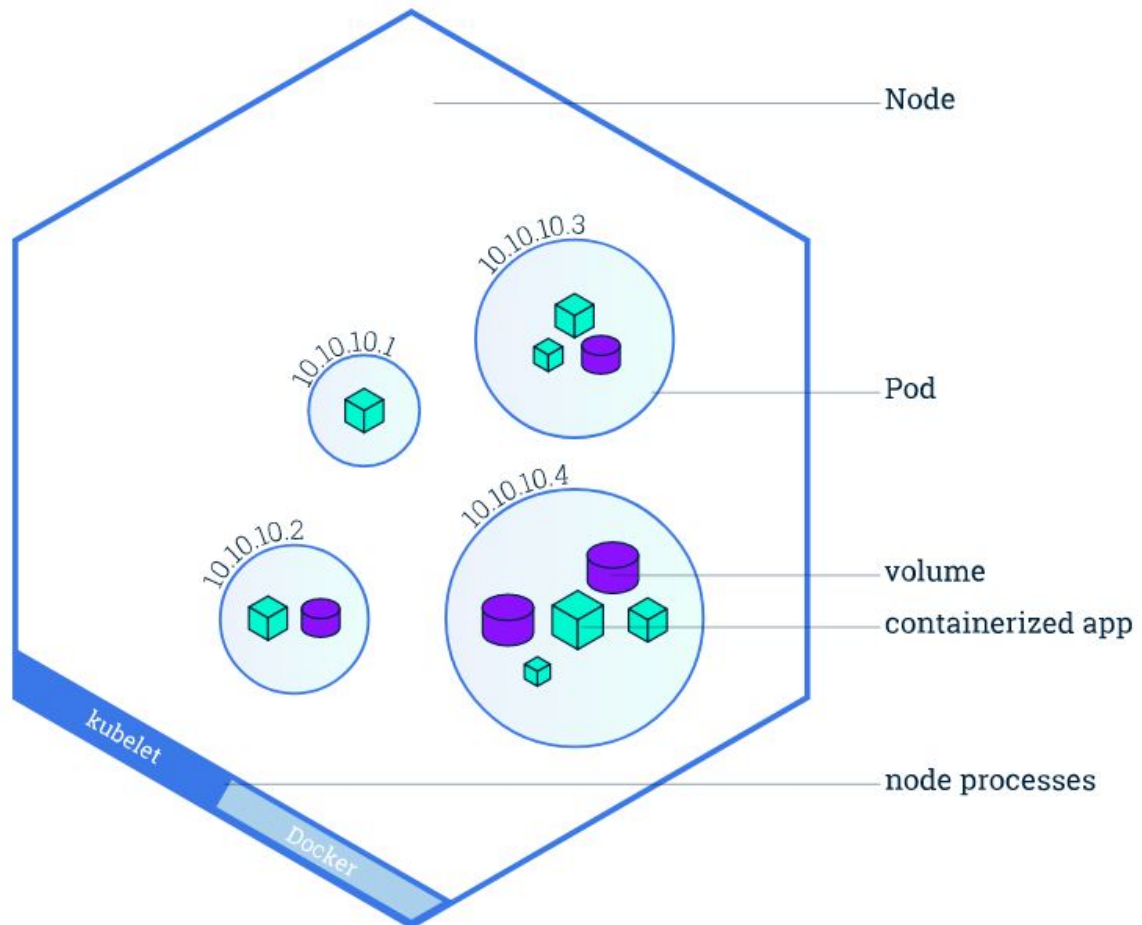 Node
10.10.10.3
10.10.10.1
Pod
10.10.10.4
10.10.10.2
volume
containerized app
kubelet
node processes
Docker